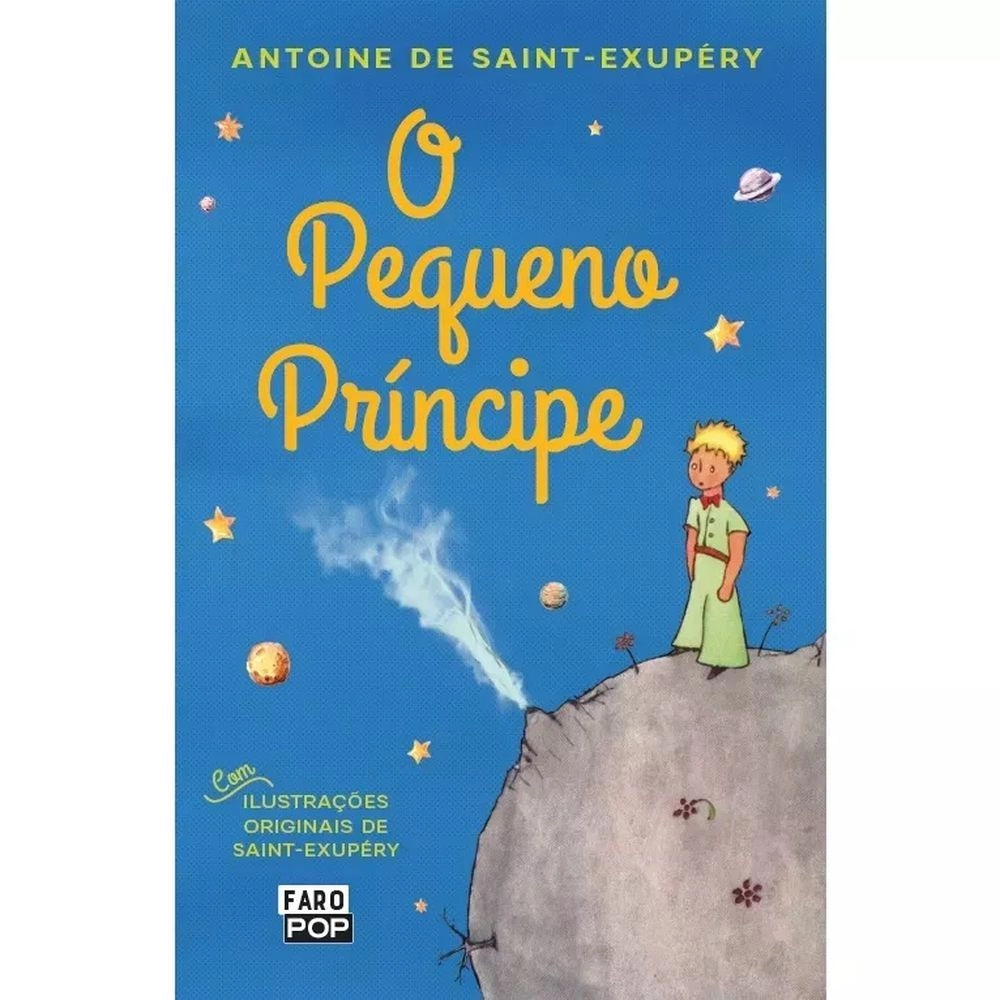 ANTOINE DE SAINT-EXUPÉRY
O
Pequeno
Príncipe
Com
ILUSTRAÇÕES
ORIGINAIS DE
SAINT-EXUPÉRY
FARO
POP